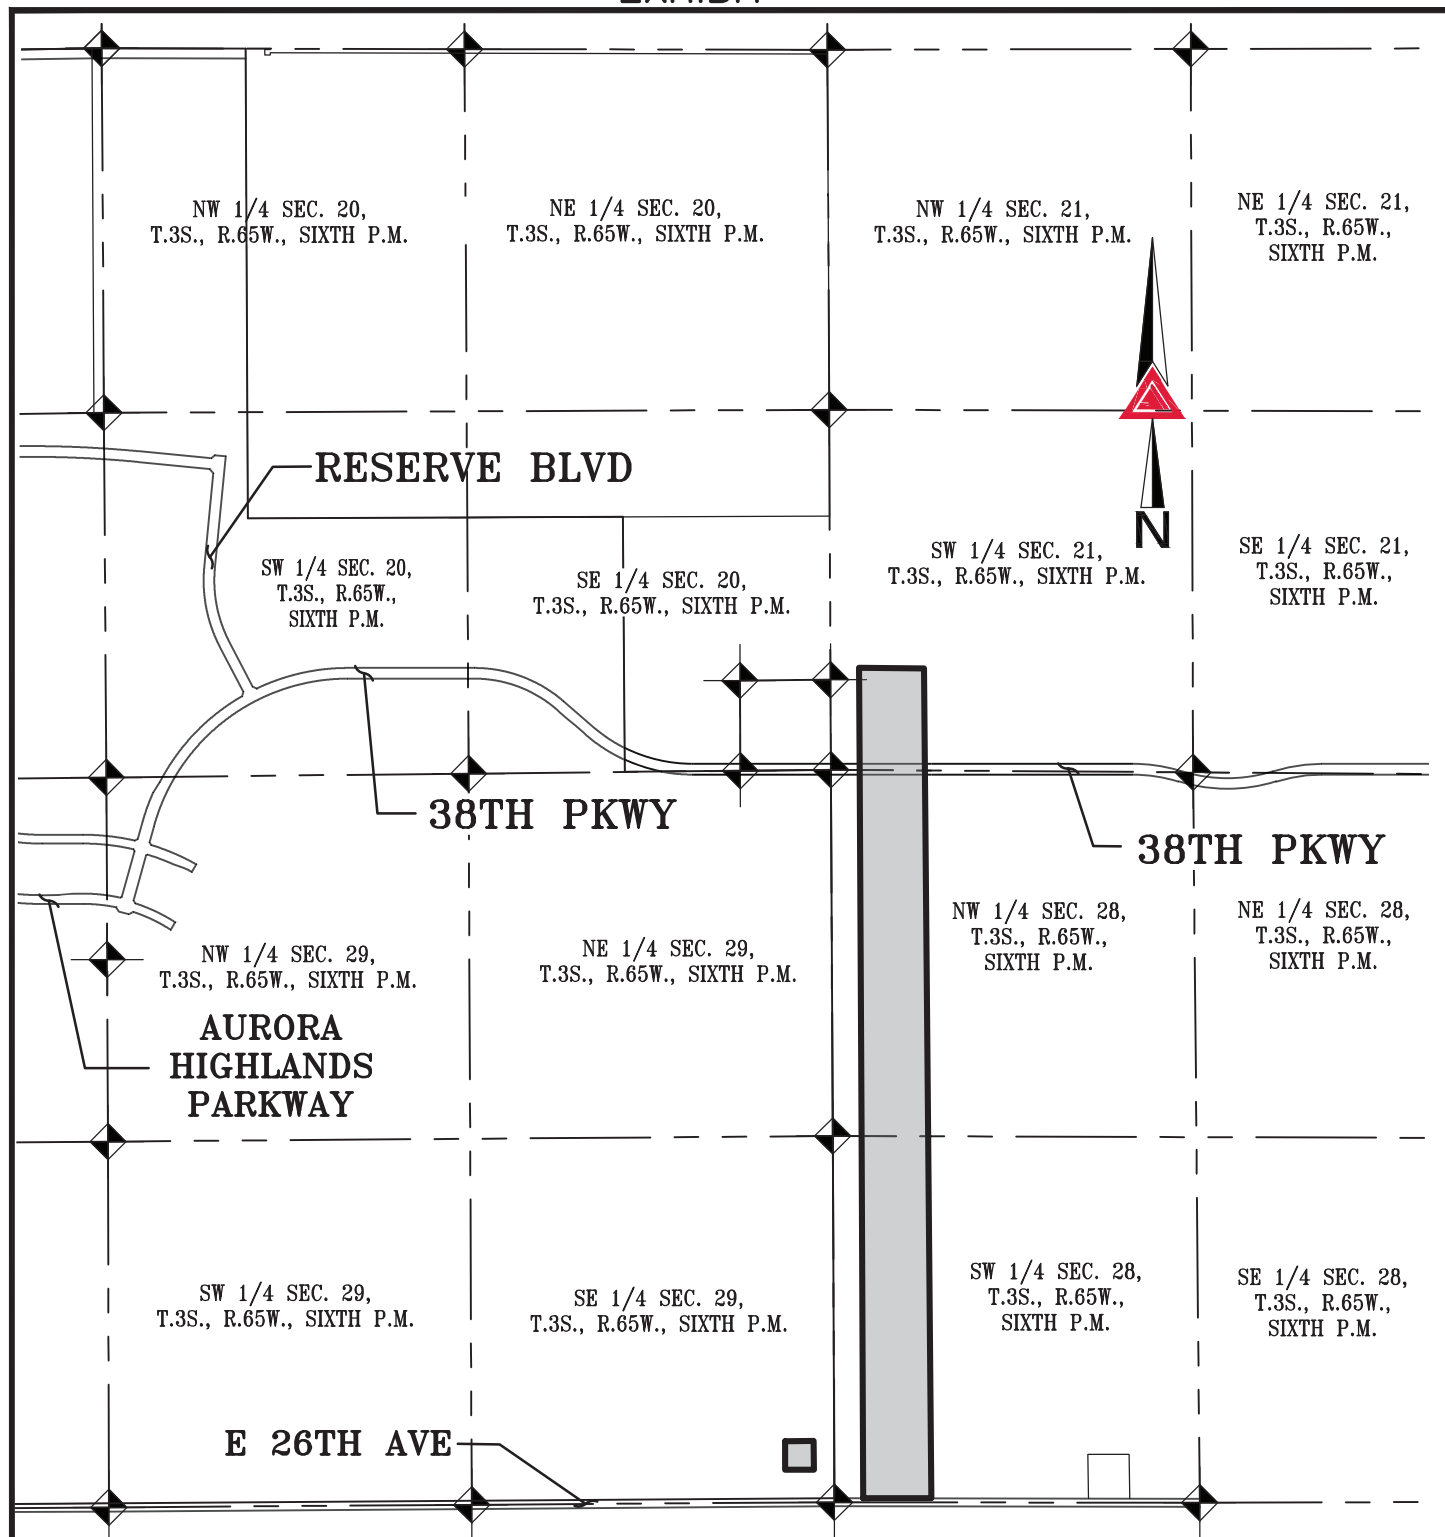 NW 1/4 SEC. 20,
T.3S., R.65W., SIXTH P.M.
NE 1/4 SEC. 20,
T.3S., R.65W., SIXTH P.M.
NW 1/4 SEC. 21,
T.3S., R.65W., SIXTH P.M.
NE 1/4 SEC. 21,
T.3S., R.65W.,
SIXTH P.M.
RESERVE BLVD
N
SW 1/4 SEC. 20,
T.3S., R.65W.,
SIXTH P.M.
SE 1/4 SEC. 20,
T.3S., R.65W., SIXTH P.M.
SW 1/4 SEC. 21,
T.3S., R.65W., SIXTH P.M.
SE 1/4 SEC. 21,
T.3S., R.65W.,
SIXTH P.M.
38TH PKWY
38TH PKWY
NW 1/4 SEC. 29,
T.3S., R.65W., SIXTH P.M.
NE 1/4 SEC. 29,
T.3S., R.65W., SIXTH P.M.
NW 1/4 SEC. 28,
T.3S., R.65W.,
SIXTH P.M.
NE 1/4 SEC. 28,
T.3S., R.65W.,
SIXTH P.M.
AURORA
HIGHLANDS
PARKWAY
SW 1/4 SEC. 29,
T.3S., R.65W., SIXTH P.M.
SE 1/4 SEC. 29,
T.3S., R.65W., SIXTH P.M.
SW 1/4 SEC. 28,
T.3S., R.65W.,
SIXTH P.M.
SE 1/4 SEC. 28,
T.3S., R.65W.,
SIXTH P.M.
E 26TH AVE